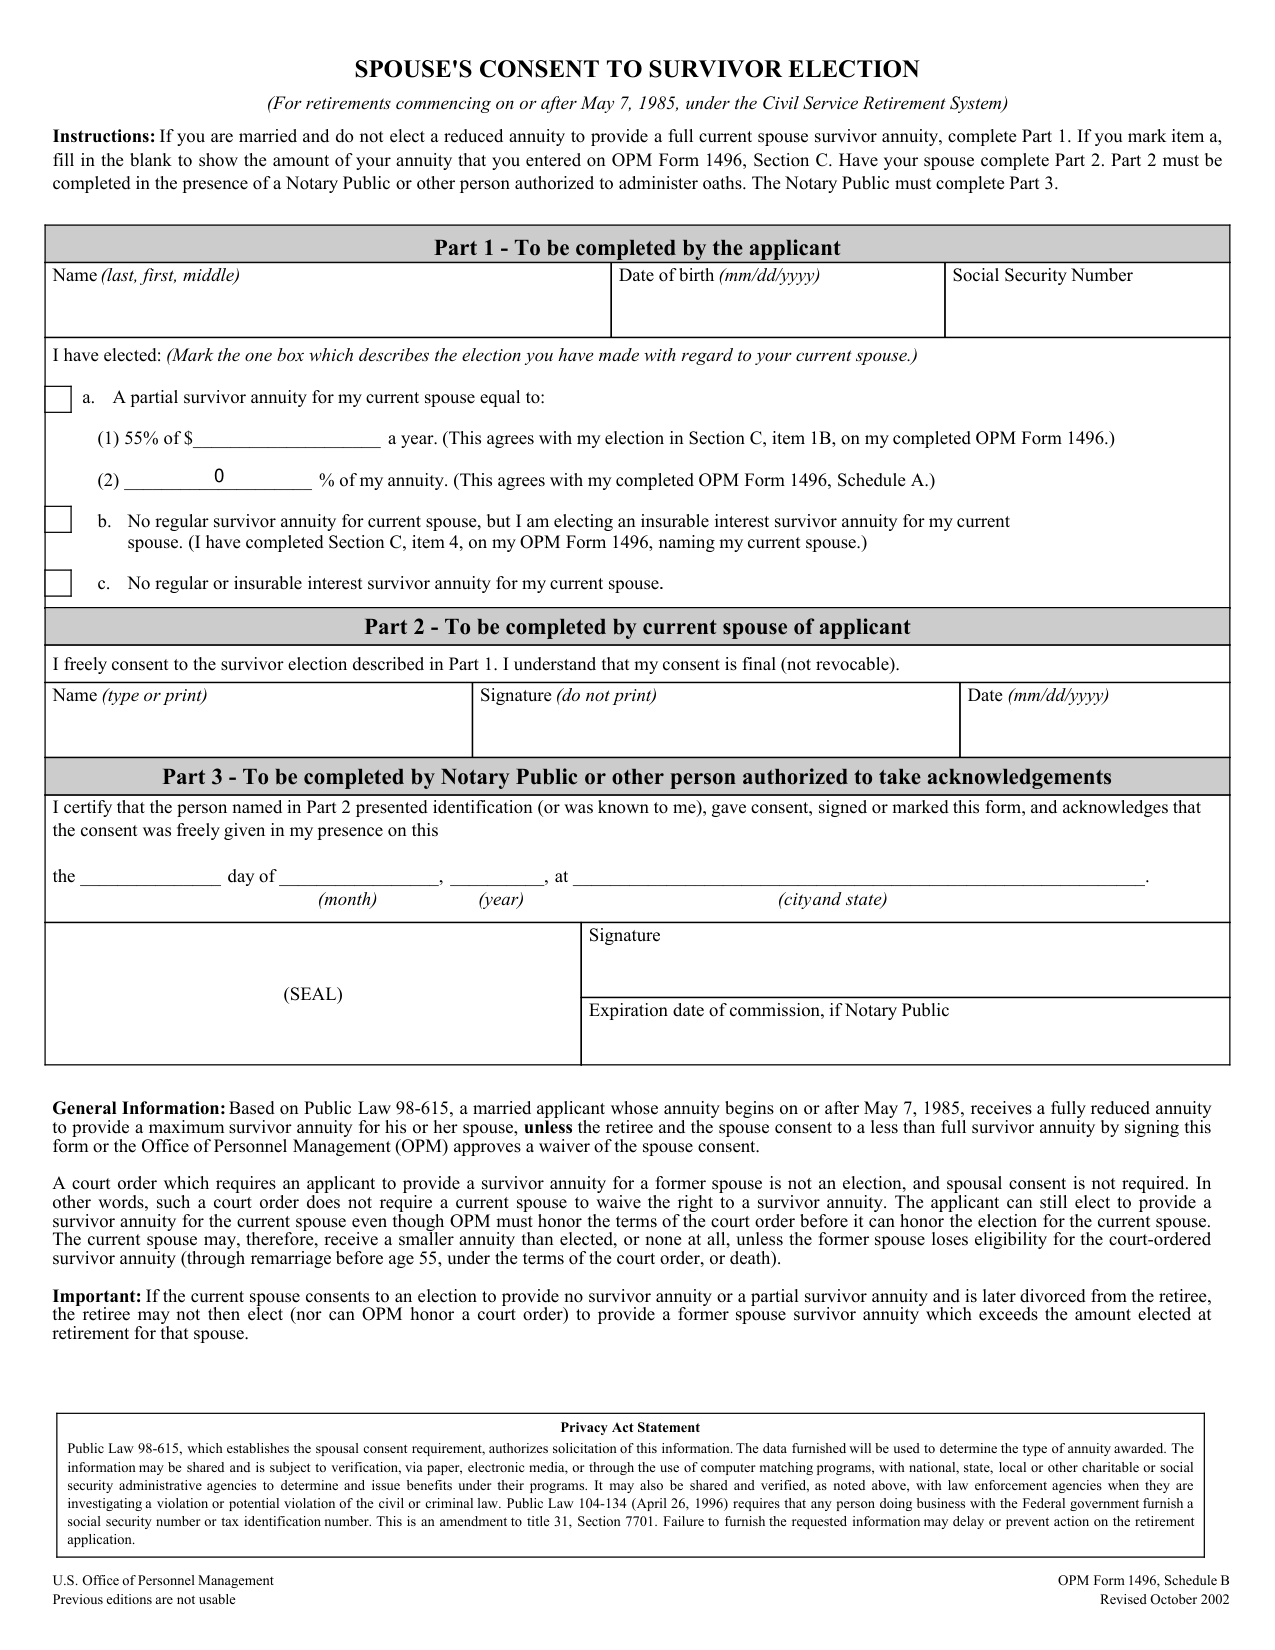 SPOUSE'S CONSENT TO SURVIVOR ELECTION
(For retirements commencing on or after May 7, 1985, under the Civil Service Retirement System)
Instructions: If you are married and do not elect a reduced annuity to provide a full current spouse survivor annuity, complete Part 1. If you mark item a,
fill in the blank to show the amount of your annuity that you entered on OPM Form 1496, Section C. Have your spouse complete Part 2. Part 2 must be
completed in the presence of a Notary Public or other person authorized to administer oaths. The Notary Public must complete Part 3.
Part 1 - To be completed by the applicant
Name (last, first, middle)
Date of birth (mm/dd/yyyy)
Social Security Number
I have elected: (Mark the one box which describes the election you have made with regard to your current spouse.)
a. A partial survivor annuity for my current spouse equal to:
(1) 55% of $____________________ a year. (This agrees with my election in Section C, item 1B, on my completed OPM Form 1496.)
(2) __________0__________ % of my annuity. (This agrees with my completed OPM Form 1496, Schedule A.)
b. No regular survivor annuity for current spouse, but I am electing an insurable interest survivor annuity for my current
spouse. (I have completed Section C, item 4, on my OPM Form 1496, naming my current spouse.)
c. No regular or insurable interest survivor annuity for my current spouse.
Part 2 - To be completed by current spouse of applicant
I freely consent to the survivor election described in Part 1. I understand that my consent is final (not revocable).
Name (type or print)
Signature (do not print)
Date (mm/dd/yyyy)
Part 3 - To be completed by Notary Public or other person authorized to take acknowledgements
I certify that the person named in Part 2 presented identification (or was known to me), gave consent, signed or marked this form, and acknowledges that
the consent was freely given in my presence on this
the _______________ day of _________________, __________, at _____________________________________________________________.
(month) (year) (cityand state)
(SEAL)
Signature
Expiration date of commission, if Notary Public
General Information: Based on Public Law 98-615, a married applicant whose annuity begins on or after May 7, 1985, receives a fully reduced annuity
to provide a maximum survivor annuity for his or her spouse, unless the retiree and the spouse consent to a less than full survivor annuity by signing this
form or the Office of Personnel Management (OPM) approves a waiver of the spouse consent.
A court order which requires an applicant to provide a survivor annuity for a former spouse is not an election, and spousal consent is not required. In
other words, such a court order does not require a current spouse to waive the right to a survivor annuity. The applicant can still elect to provide a
survivor annuity for the current spouse even though OPM must honor the terms of the court order before it can honor the election for the current spouse.
The current spouse may, therefore, receive a smaller annuity than elected, or none at all, unless the former spouse loses eligibility for the court-ordered
survivor annuity (through remarriage before age 55, under the terms of the court order, or death).
Important: If the current spouse consents to an election to provide no survivor annuity or a partial survivor annuity and is later divorced from the retiree,
the retiree may not then elect (nor can OPM honor a court order) to provide a former spouse survivor annuity which exceeds the amount elected at
retirement for that spouse.
Privacy Act Statement
Public Law 98-615, which establishes the spousal consent requirement, authorizes solicitation of this information. The data furnished will be used to determine the type of annuity awarded. The
information may be shared and is subject to verification, via paper, electronic media, or through the use of computer matching programs, with national, state, local or other charitable or social
security administrative agencies to determine and issue benefits under their programs. It may also be shared and verified, as noted above, with law enforcement agencies when they are
investigating a violation or potential violation of the civil or criminal law. Public Law 104-134 (April 26, 1996) requires that any person doing business with the Federal government furnish a
social security number or tax identification number. This is an amendment to title 31, Section 7701. Failure to furnish the requested information may delay or prevent action on the retirement
application.
U.S. Office of Personnel Management
Previous editions are not usable
OPM Form 1496, Schedule B
Revised October 2002